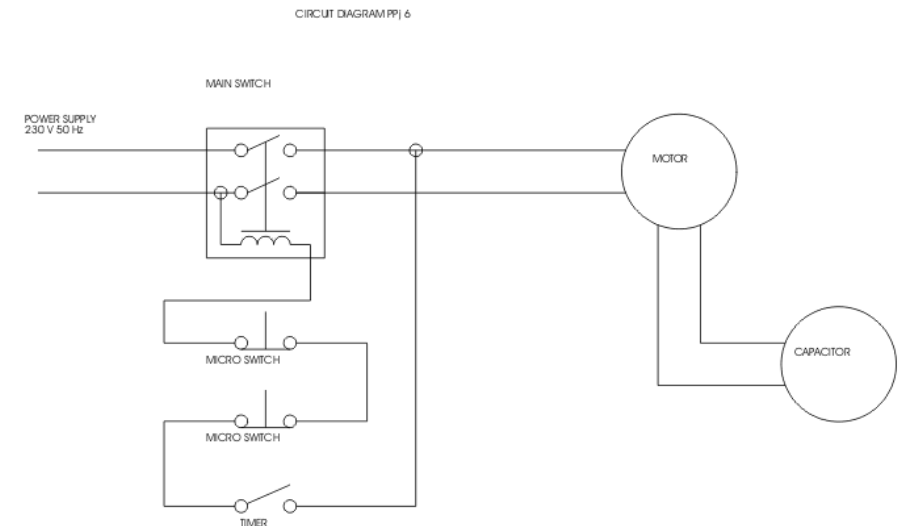 CIRCUIT DIAGRAM PPJ 6
MAIN SWITCH
POWER SUPPLY
230 V 50 Hz
MOTOR
CAPACITOR
MICRO SWITCH
MICRO SWITCH
TIMER